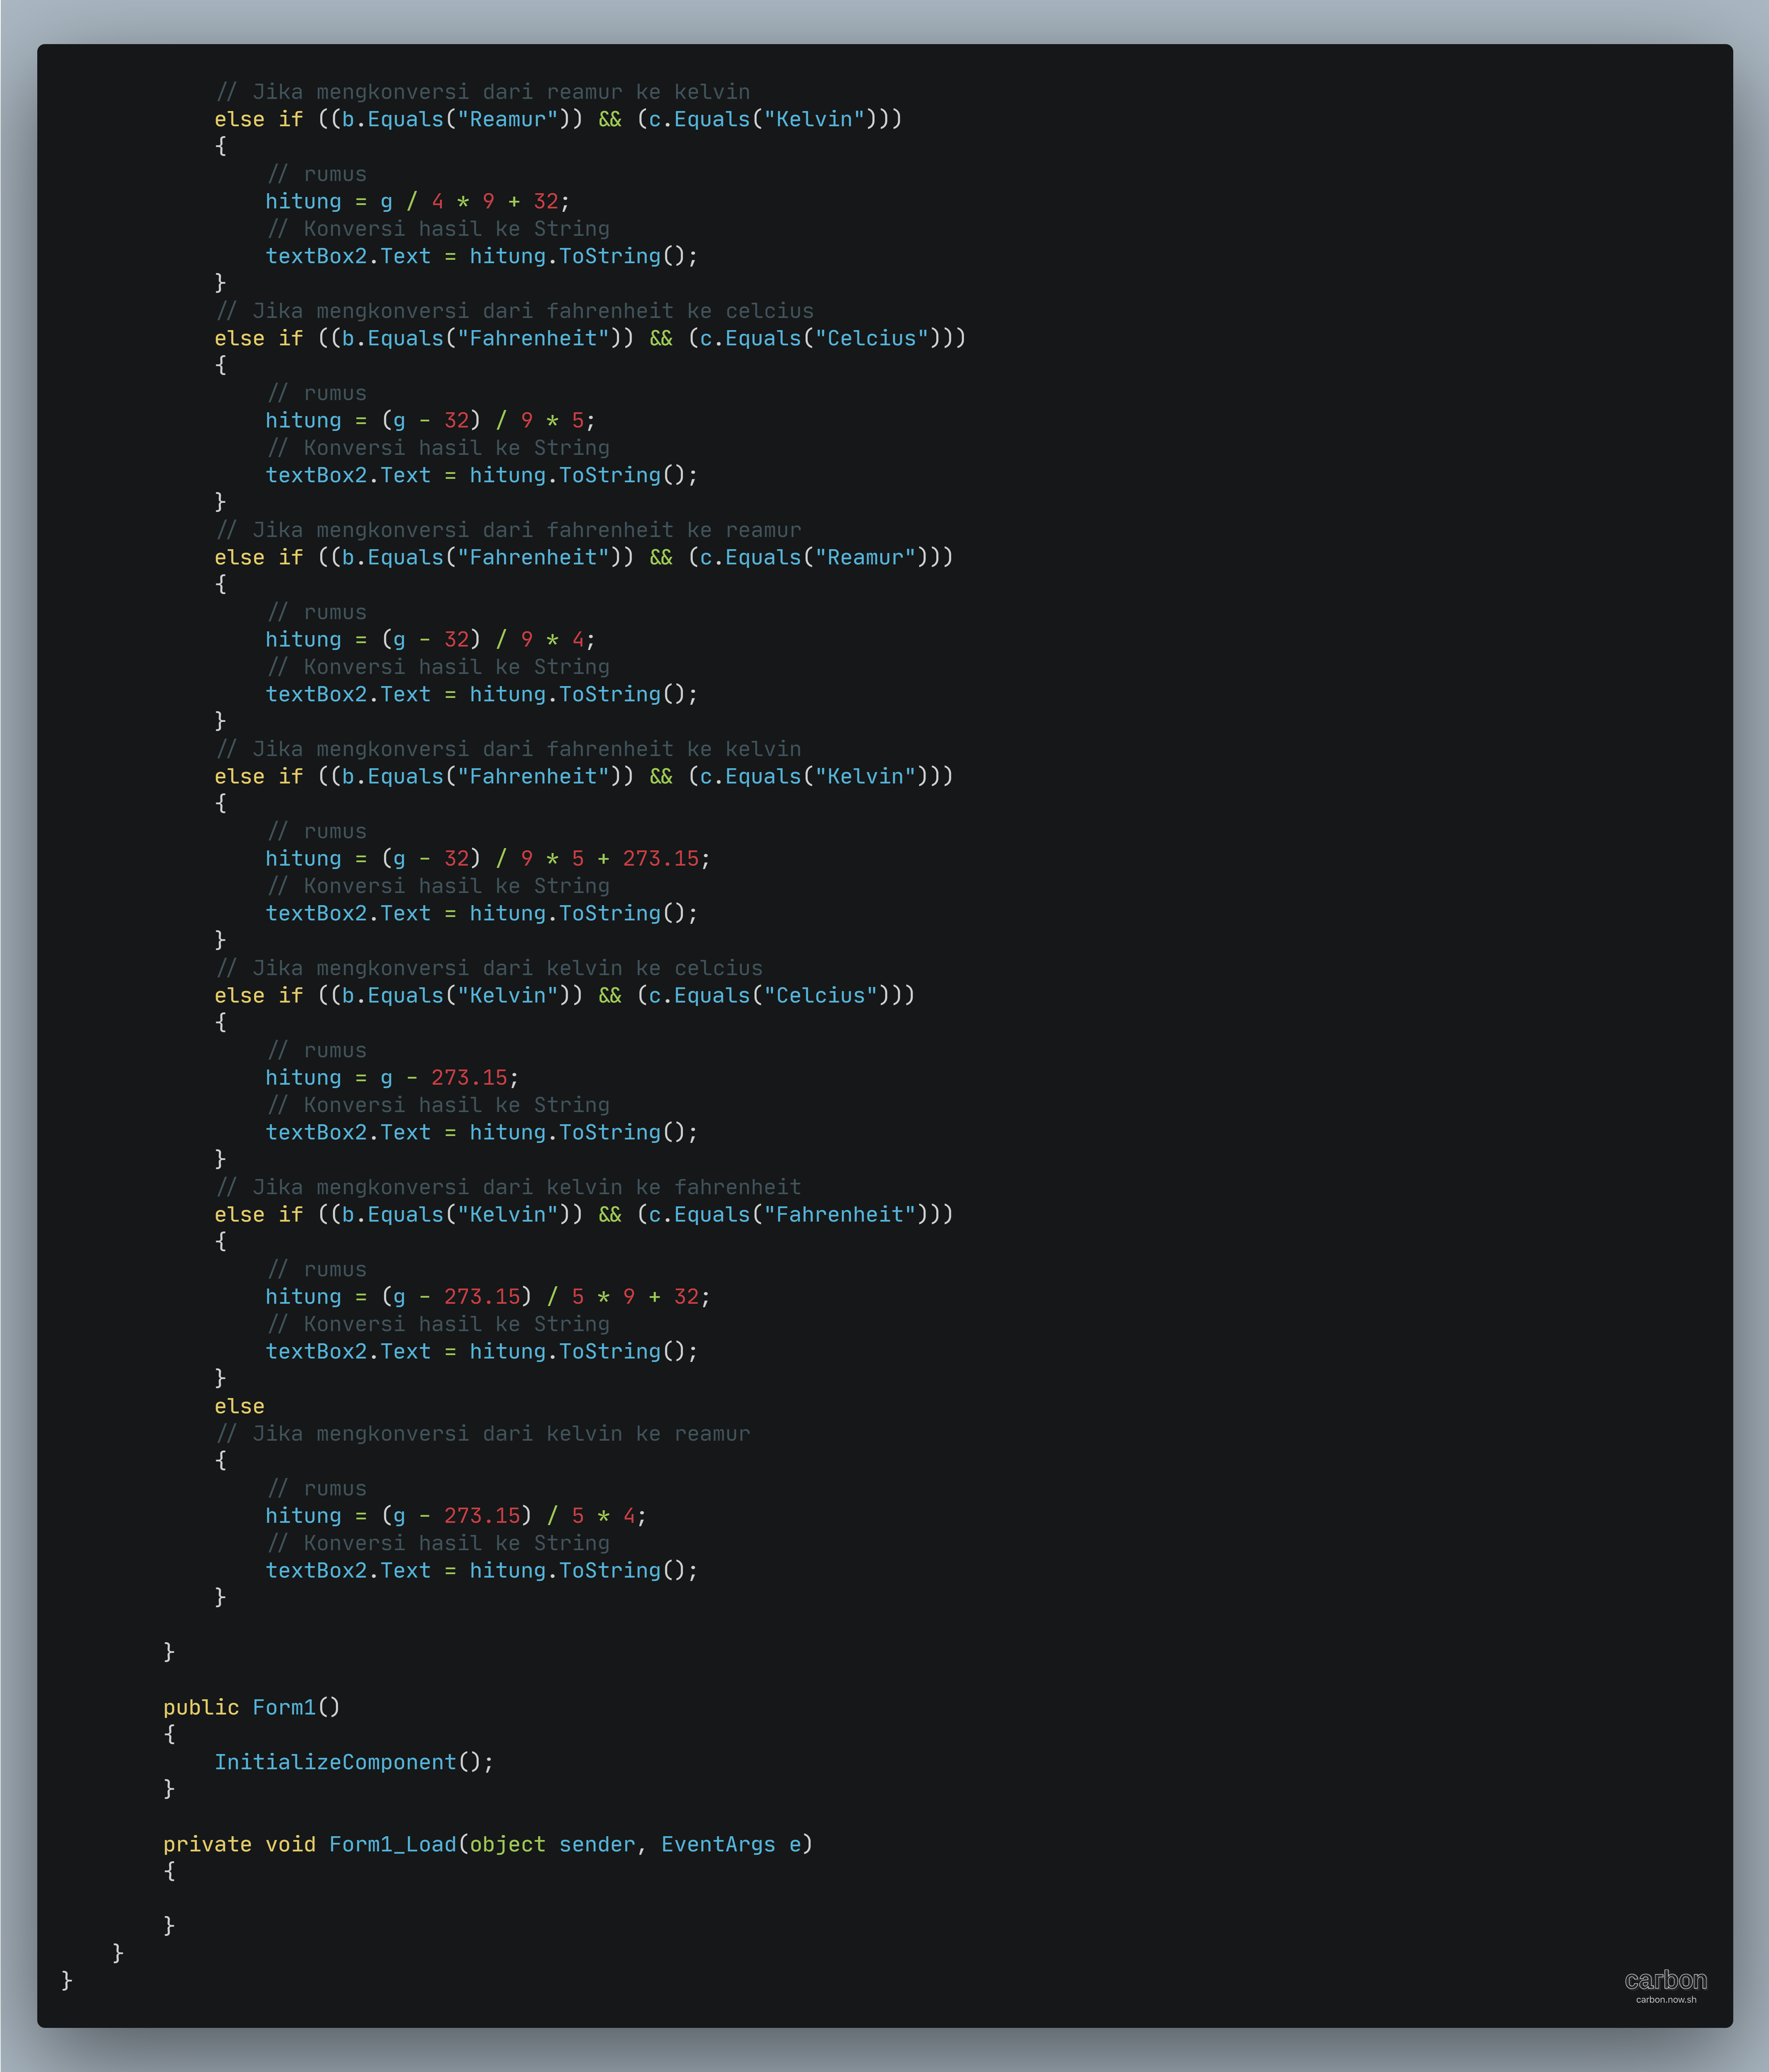 // Jika mengkonversi dari reamur ke kelvin
else if ((b.Equals("Reamur")) && (c.Equals("Kelvin")))
{
// rumus
hitung = g / 4 * 9 + 32;
// Konversi hasil ke String
textBox2.Text = hitung.ToString();
}
// Jika mengkonversi dari fahrenheit ke celcius
else if ((b.Equals("Fahrenheit")) && (c.Equals("Celcius")))
{
// rumus
hitung = (g - 32) / 9 * 5;
// Konversi hasil ke String
textBox2.Text = hitung.ToString();
}
// Jika mengkonversi dari fahrenheit ke reamur
else if ((b.Equals("Fahrenheit")) && (c.Equals("Reamur")))
{
// rumus
hitung = (g - 32) / 9 * 4;
// Konversi hasil ke String
textBox2.Text = hitung.ToString();
}
// Jika mengkonversi dari fahrenheit ke kelvin
else if ((b.Equals("Fahrenheit")) && (c.Equals("Kelvin")))
{
// rumus
hitung = (g - 32) / 9 * 5 + 273.15;
// Konversi hasil ke String
textBox2.Text = hitung.ToString();
}
// Jika mengkonversi dari kelvin ke celcius
else if ((b.Equals("Kelvin")) && (c.Equals("Celcius")))
{
// rumus
hitung = g - 273.15;
// Konversi hasil ke String
textBox2.Text = hitung.ToString();
}
// Jika mengkonversi dari kelvin ke fahrenheit
else if ((b.Equals("Kelvin")) && (c.Equals("Fahrenheit")))
{
// rumus
hitung = (g - 273.15) / 5 * 9 + 32;
// Konversi hasil ke String
textBox2.Text = hitung.ToString();
}
else
// Jika mengkonversi dari kelvin ke reamur
{
// rumus
hitung = (g - 273.15) / 5 * 4;
// Konversi hasil ke String
textBox2.Text = hitung.ToString();
}
}
public Form1()
{
InitializeComponent();
}
private void Form1_Load(object sender, EventArgs e)
{
}
}
}
carbon
carbon.now.sh